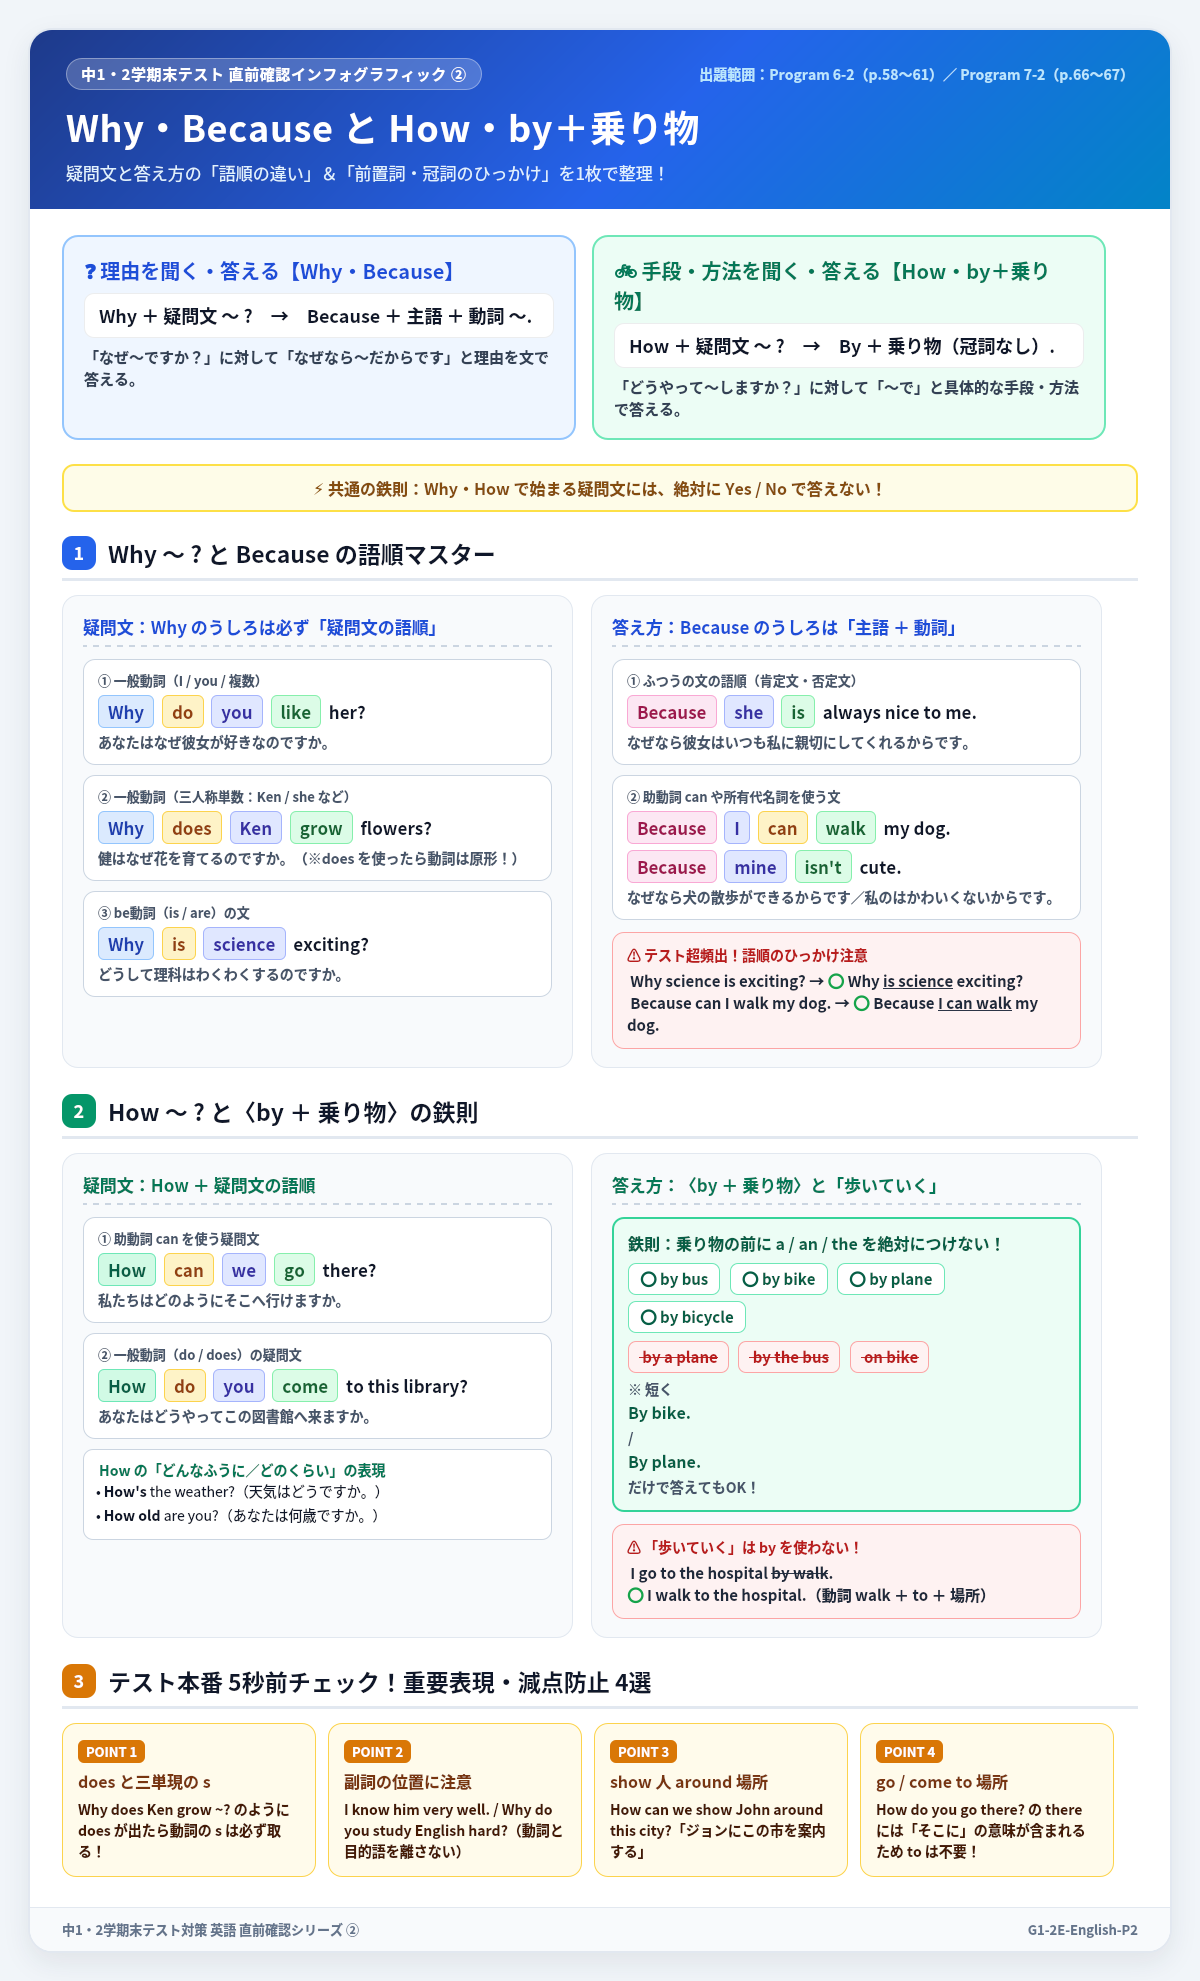 中1・2学期末テスト 直前確認インフォグラフィック ②
出題範囲：Program 6-2（p.58〜61）／ Program 7-2（p.66〜67）
Why・Because と How・by＋乗り物
疑問文と答え方の「語順の違い」＆「前置詞・冠詞のひっかけ」を1枚で整理！
❓ 理由を聞く・答える【Why・Because】
Why ＋ 疑問文 〜？ → Because ＋ 主語 ＋ 動詞 〜.
「なぜ〜ですか？」に対して「なぜなら〜だからです」と理由を文で
答える。
🚲 手段・方法を聞く・答える【How・by＋乗り
物】
How ＋ 疑問文 〜？ → By ＋ 乗り物（冠詞なし）.
「どうやって〜しますか？」に対して「〜で」と具体的な手段・方法
で答える。
⚡ 共通の鉄則：Why・How で始まる疑問文には、絶対に Yes / No で答えない！
1 Why 〜？と Because の語順マスター
疑問文：Why のうしろは必ず「疑問文の語順」
① 一般動詞（I / you / 複数）
Why do you like her?
あなたはなぜ彼女が好きなのですか。
② 一般動詞（三人称単数：Ken / she など）
Why does Ken grow flowers?
健はなぜ花を育てるのですか。（※does を使ったら動詞は原形！）
③ be動詞（is / are）の文
Why is science exciting?
どうして理科はわくわくするのですか。
答え方：Because のうしろは「主語 ＋ 動詞」
① ふつうの文の語順（肯定文・否定文）
Because she is always nice to me.
なぜなら彼女はいつも私に親切にしてくれるからです。
② 助動詞 can や所有代名詞を使う文
Because I can walk my dog.
Because mine isn't cute.
なぜなら犬の散歩ができるからです／私のはかわいくないからです。
⚠ テスト超頻出！語順のひっかけ注意
Why science is exciting? → ⭕ Why is science exciting?
Because can I walk my dog. → ⭕ Because I can walk my
dog.
2 How 〜？と〈by ＋ 乗り物〉の鉄則
疑問文：How ＋ 疑問文の語順
① 助動詞 can を使う疑問文
How can we go there?
私たちはどのようにそこへ行けますか。
② 一般動詞（do / does）の疑問文
How do you come to this library?
あなたはどうやってこの図書館へ来ますか。
How の「どんなふうに／どのくらい」の表現
• How's the weather?（天気はどうですか。）
• How old are you?（あなたは何歳ですか。）
答え方：〈by ＋ 乗り物〉と「歩いていく」
鉄則：乗り物の前に a / an / the を絶対につけない！
⭕ by bus ⭕ by bike ⭕ by plane
⭕ by bicycle
by a plane by the bus on bike
※ 短く
By bike.
/
By plane.
だけで答えてもOK！
⚠ 「歩いていく」は by を使わない！
I go to the hospital by walk.
⭕ I walk to the hospital.（動詞 walk ＋ to ＋ 場所）
3 テスト本番 5秒前チェック！重要表現・減点防止 4選
POINT 1
does と三単現の s
Why does Ken grow ~? のように
does が出たら動詞の s は必ず取
る！
POINT 2
副詞の位置に注意
I know him very well. / Why do
you study English hard?（動詞と
目的語を離さない）
POINT 3
show 人 around 場所
How can we show John around
this city?「ジョンにこの市を案内
する」
POINT 4
go / come to 場所
How do you go there? の there
には「そこに」の意味が含まれる
ため to は不要！
中1・2学期末テスト対策 英語 直前確認シリーズ ②
G1-2E-English-P2